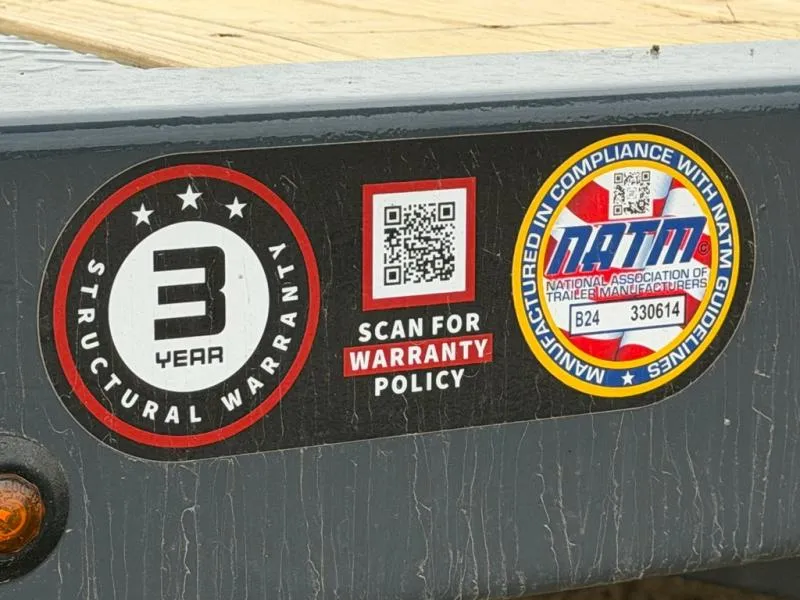 3
YEAR
STRUCTURAL WARRANTY
SCAN FOR
WARRANTY
POLICY
MANUFACTURED IN COMPLIANCE WITH NATM GUIDELINES
NATM©
NATIONAL ASSOCIATION OF
TRAILER MANUFACTURERS
B24 330614